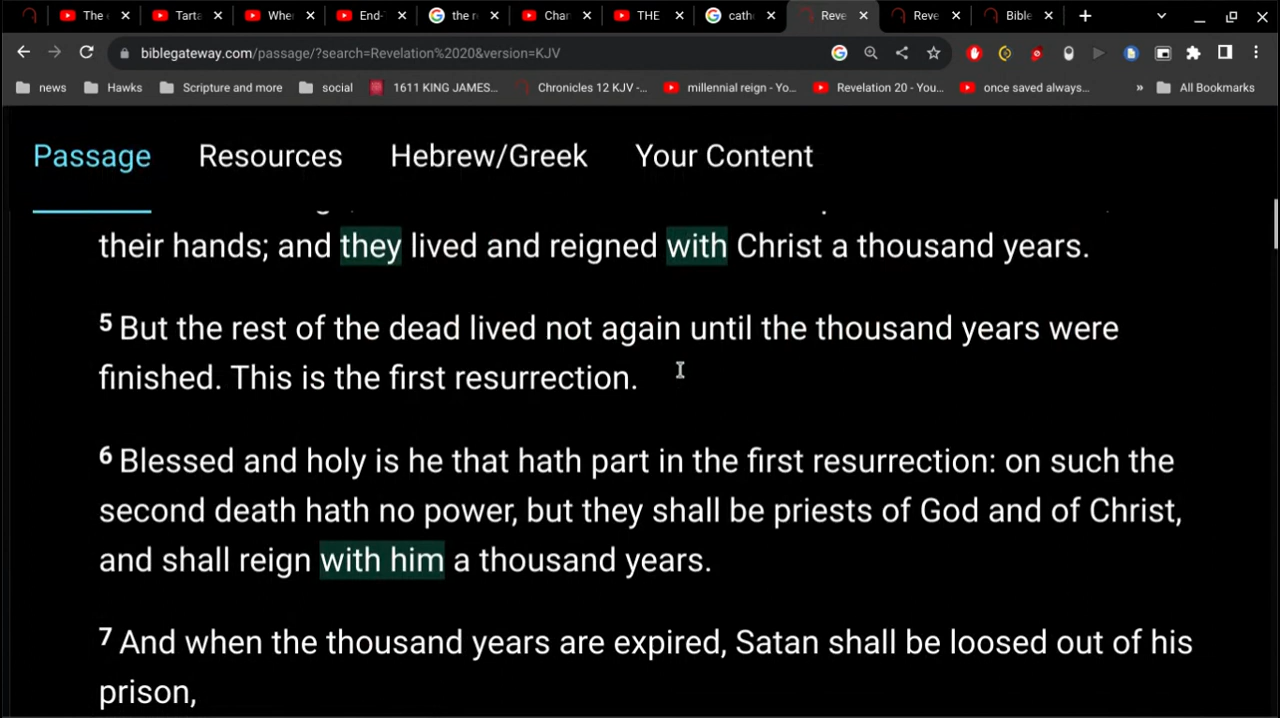 The
Tarta
Whe
End-
the r
Char
THE
cath
Reve
Reve
Bible
biblegateway.com/passage/?search=Revelation%2020&version=KJV
news
Hawks
Scripture and more
social
1611 KING JAMES...
Chronicles 12 KJV -...
millennial reign - Yo...
Revelation 20 - You...
once saved always...
» All Bookmarks
Passage
Resources
Hebrew/Greek
Your Content
their hands; and they lived and reigned with Christ a thousand years.
5 But the rest of the dead lived not again until the thousand years were
finished. This is the first resurrection.
6 Blessed and holy is he that hath part in the first resurrection: on such the
second death hath no power, but they shall be priests of God and of Christ,
and shall reign with him a thousand years.
7 And when the thousand years are expired, Satan shall be loosed out of his
prison,